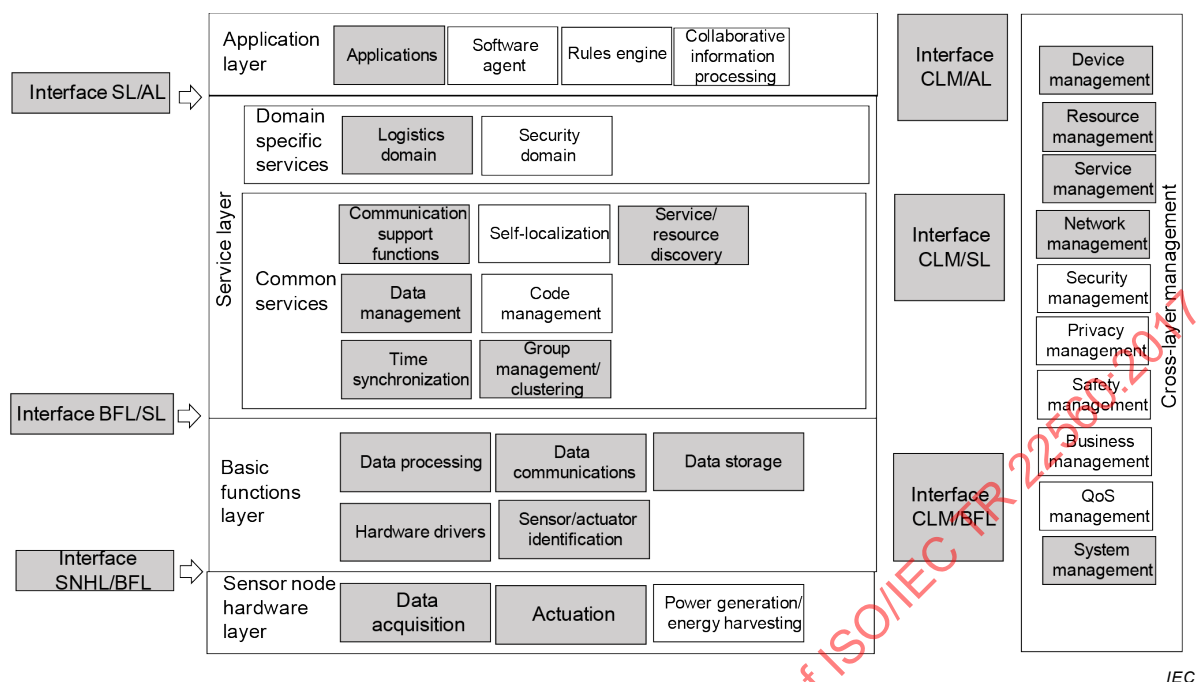 Application
layer
Applications
Software
agent
Rules engine
Collaborative
information
processing
Interface SL/AL
Domain
specific
services
Logistics
domain
Security
domain
Service layer
Common
services
Communication
support
functions
Self-localization
Service/
resource
discovery
Data
management
Code
management
Time
synchronization
Group
management/
clustering
Interface BFL/SL
Basic
functions
layer
Data processing
Data
communications
Data storage
Hardware drivers
Sensor/actuator
identification
Interface
SNHL/BFL
Sensor node
hardware
layer
Data
acquisition
Actuation
Power generation/
energy harvesting
Interface
CLM/AL
Interface
CLM/SL
Interface
CLM/BFL
Device
management
Resource
management
Service
management
Network
management
Security
management
Privacy
management
Safety
management
Business
management
QoS
management
System
management
Cross-layer management
f ISO/IEC TR 22560:2017
IEC